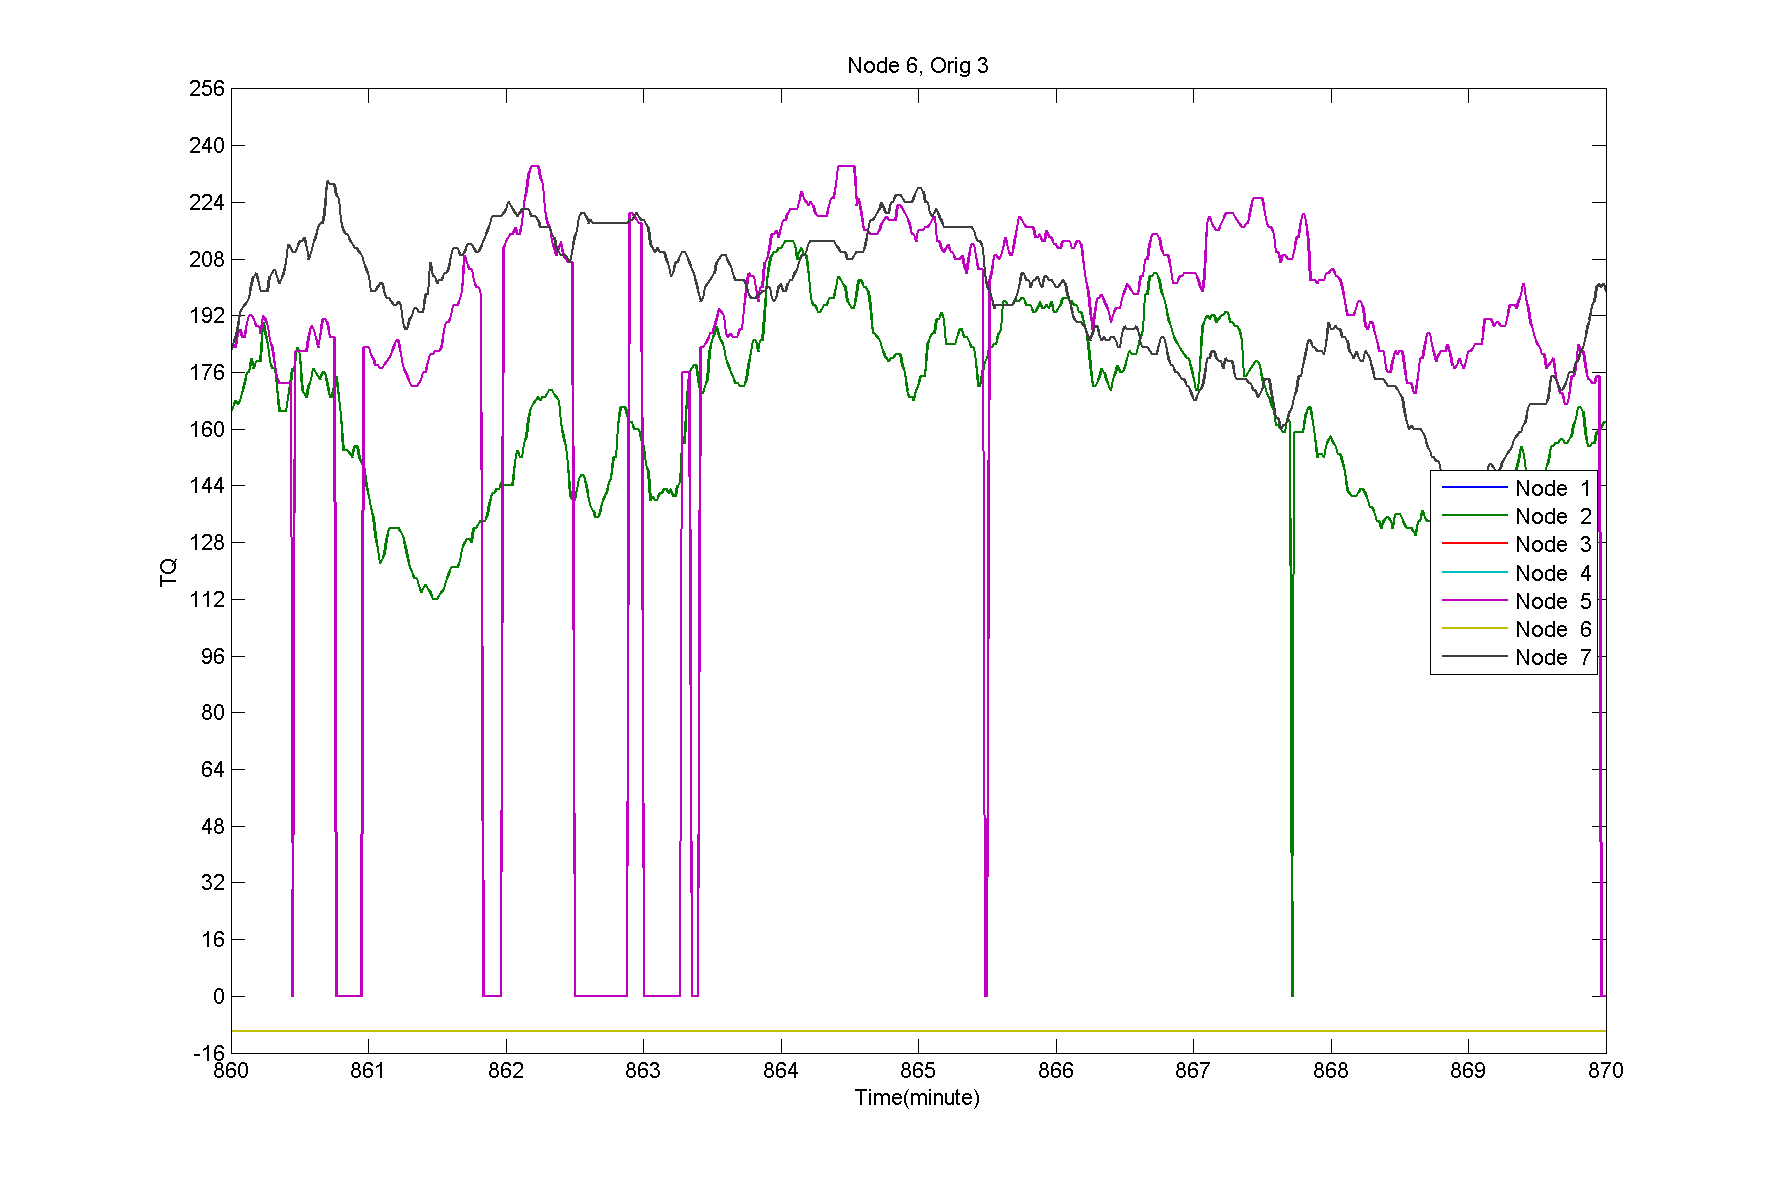 Node 6, Orig 3
256
240
224
208
192
176
160
144
128
112
96
80
64
48
32
16
0
-16
TQ
860 861 862 863 864 865 866 867 868 869 870
Time(minute)
Node 1
Node 2
Node 3
Node 4
Node 5
Node 6
Node 7